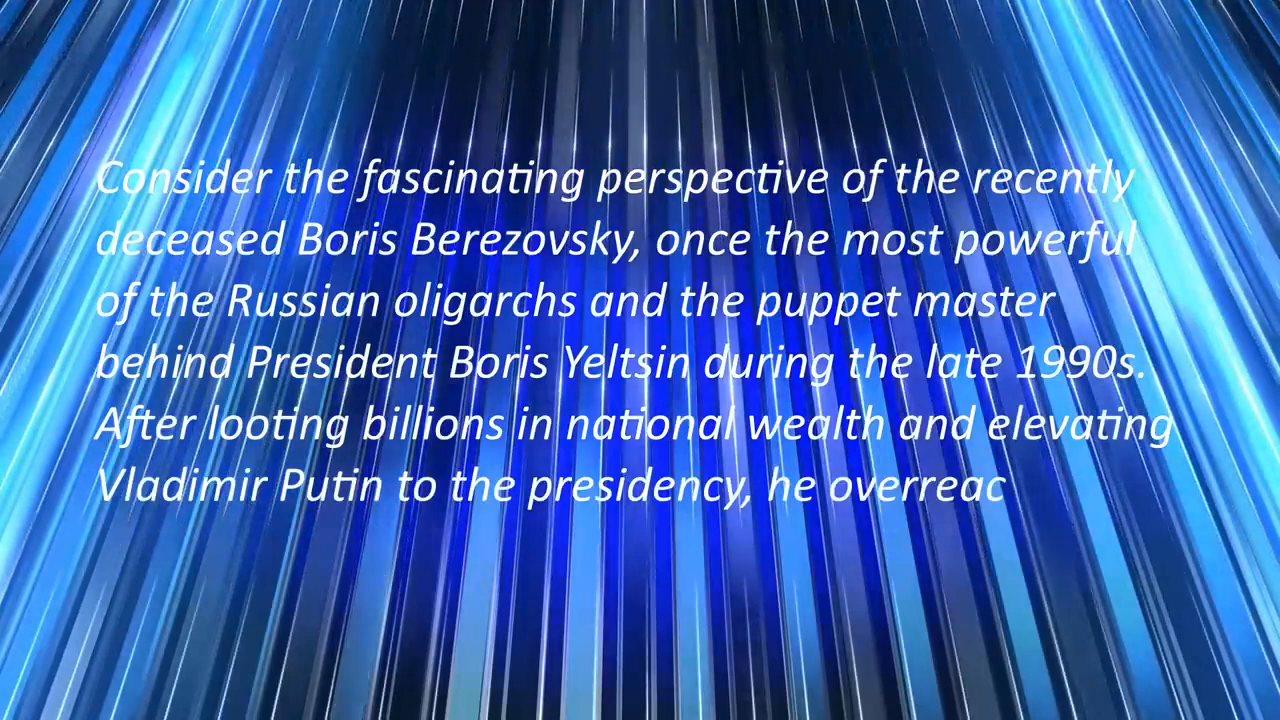 Consider the fascinating perspective of the recently
deceased Boris Berezovsky, once the most powerful
of the Russian oligarchs and the puppet master
behind President Boris Yeltsin during the late 1990s.
After looting billions in national wealth and elevating
Vladimir Putin to the presidency, he overreac